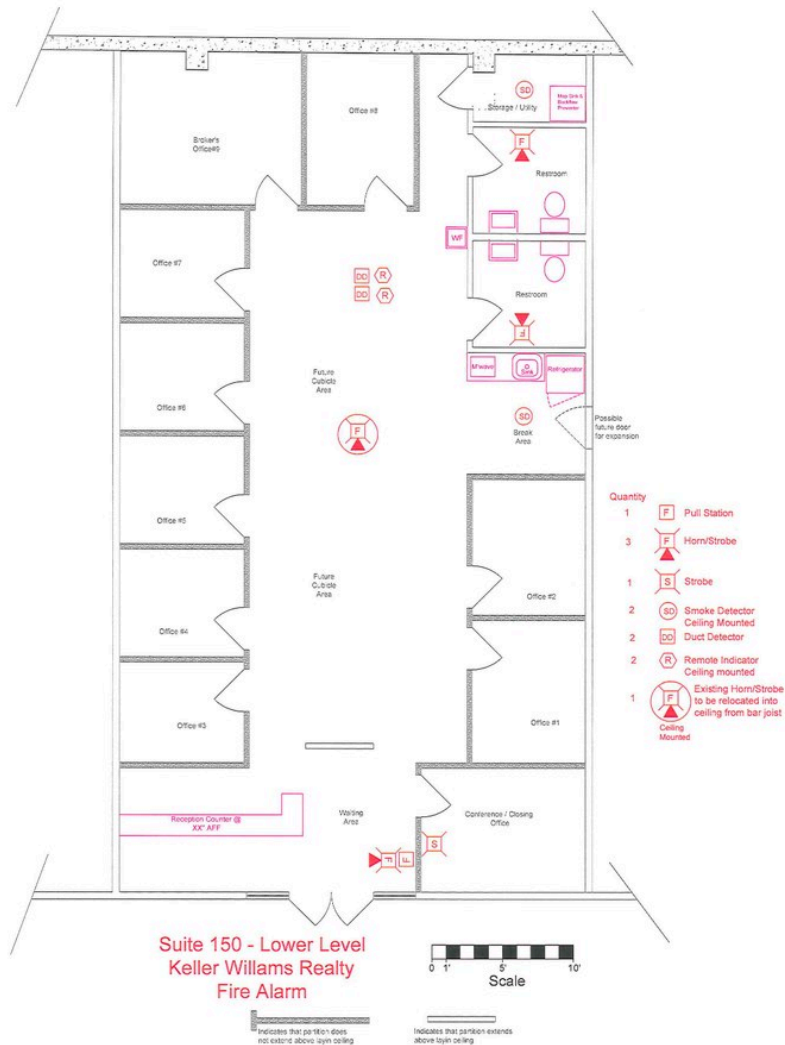 SD
Storage / Utility
Mop Sink &
Backflow
Preventer
Office #8
Broker's
Office#9
F
Restroom
WF
Office #7
DD R
DD R
Restroom
F
M'wave
Sink
Refrigerator
Future
Cubicle
Area
Office #6
SD
Break
Area
Possible
future door
for expansion
F
Office #5
Future
Cubicle
Area
Office #2
Office #4
Office #3
Office #1
Quantity
1 F Pull Station
3 F Horn/Strobe
1 S Strobe
2 SD Smoke Detector
Ceiling Mounted
2 DD Duct Detector
2 R Remote Indicator
Ceiling mounted
1 F Existing Horn/Strobe
to be relocated into
ceiling from bar joist
Ceiling
Mounted
Reception Counter @
XX" AFF
Waiting
Area
Conference / Closing
Office
F F
S
Suite 150 - Lower Level
Keller Willams Realty
Fire Alarm
0 1' 5' 10'
Scale
Indicates that partition does
not extend above layin ceiling
Indicates that partition extends
above layin ceiling